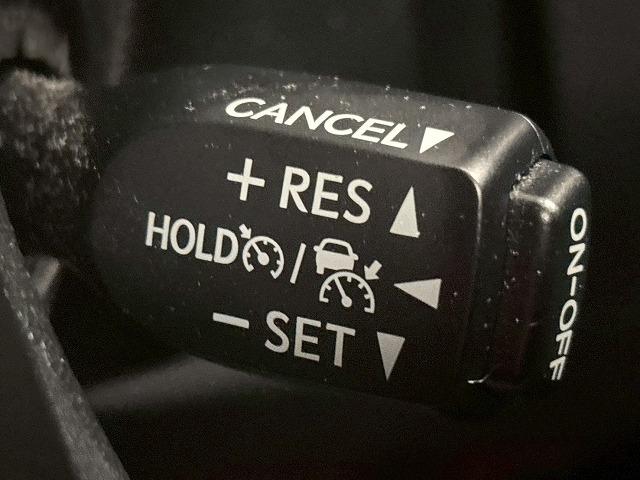 CANCEL
+ RES
HOLD /
− SET
ON-OFF